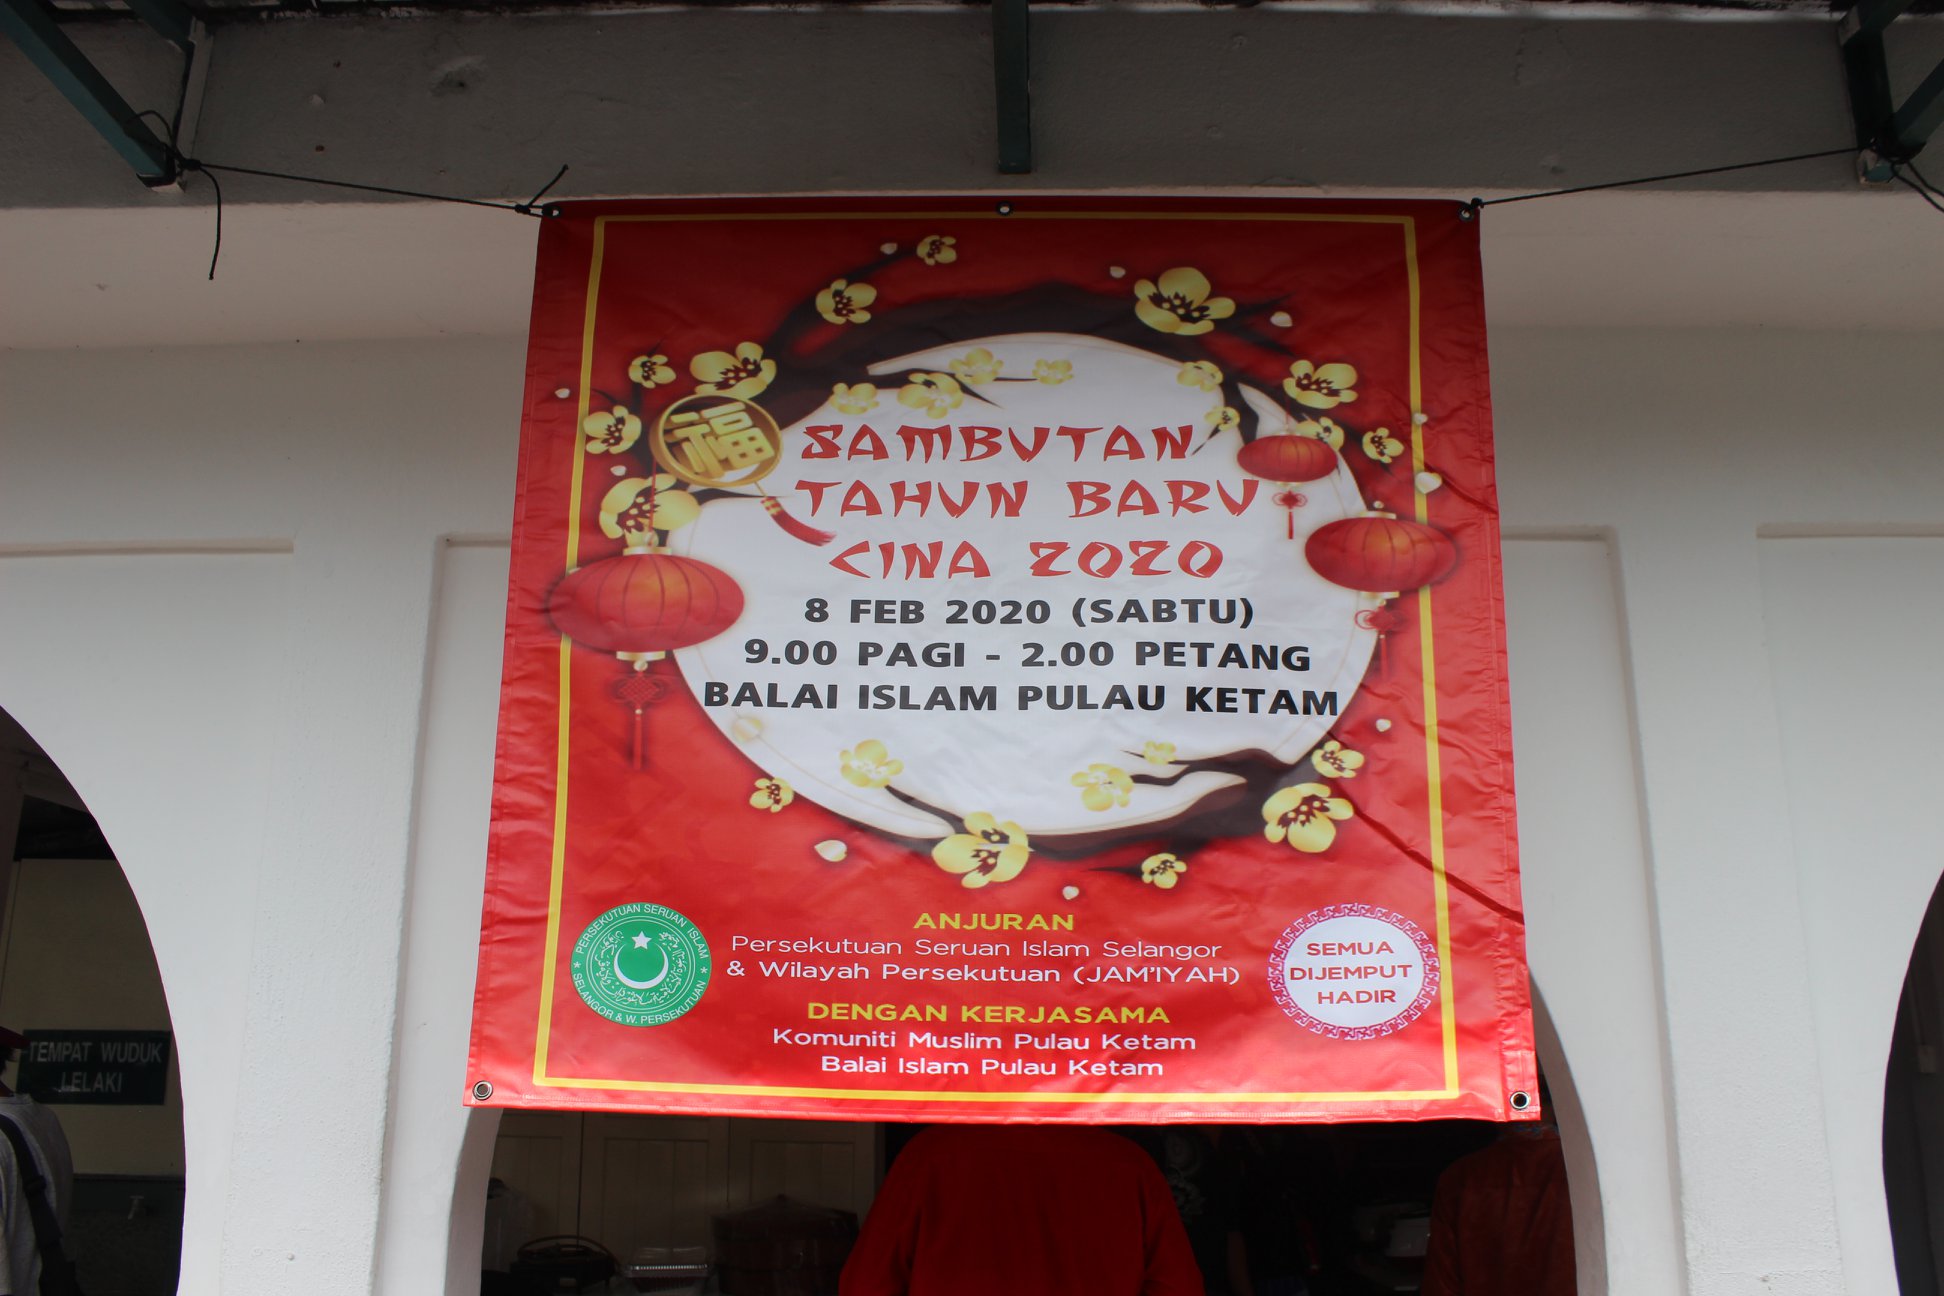 福
SAMBUTAN
TAHUN BARU
CINA 2020
8 FEB 2020 (SABTU)
9.00 PAGI - 2.00 PETANG
BALAI ISLAM PULAU KETAM
PERSEKUTUAN SERUAN ISLAM
* SELANGOR & W. PERSEKUTUAN *
ANJURAN
Persekutuan Seruan Islam Selangor
& Wilayah Persekutuan (JAM'IYAH)
DENGAN KERJASAMA
Komuniti Muslim Pulau Ketam
Balai Islam Pulau Ketam
SEMUA
DIJEMPUT
HADIR
TEMPAT WUDUK
LELAKI